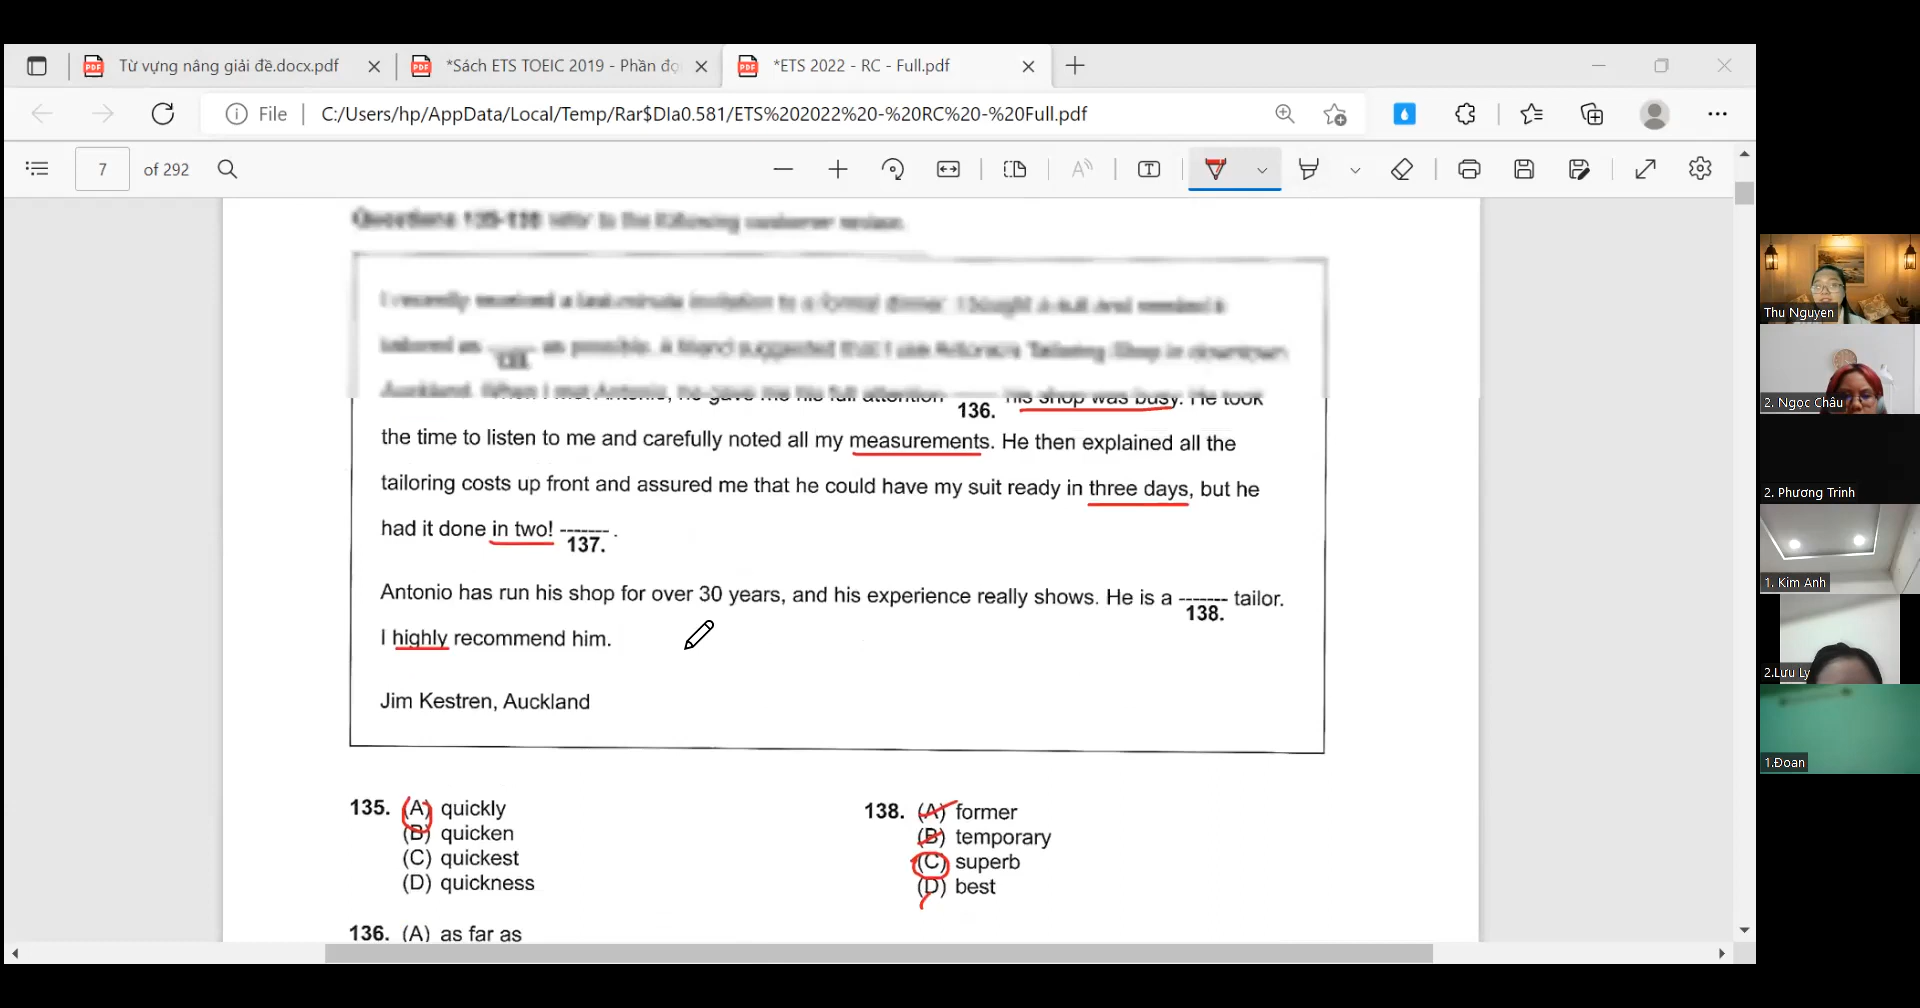 Từ vựng nâng giải đề.docx.pdf
*Sách ETS TOEIC 2019 - Phần đọ
*ETS 2022 - RC - Full.pdf
File
C:/Users/hp/AppData/Local/Temp/Rar$DIa0.581/ETS%202022%20-%20RC%20-%20Full.pdf
7 of 292
136. his shop was busy. He took
the time to listen to me and carefully noted all my measurements. He then explained all the
tailoring costs up front and assured me that he could have my suit ready in three days, but he
had it done in two! ------- .
137.
Antonio has run his shop for over 30 years, and his experience really shows. He is a ------- tailor.
138.
I highly recommend him.
Jim Kestren, Auckland
135. (A) quickly
(B) quicken
(C) quickest
(D) quickness
136. (A) as far as
138. (A) former
(B) temporary
(C) superb
(D) best
Thu Nguyen
2. Ngọc Châu
2. Phương Trinh
1. Kim Anh
2.Lưu Ly
1.Đoan